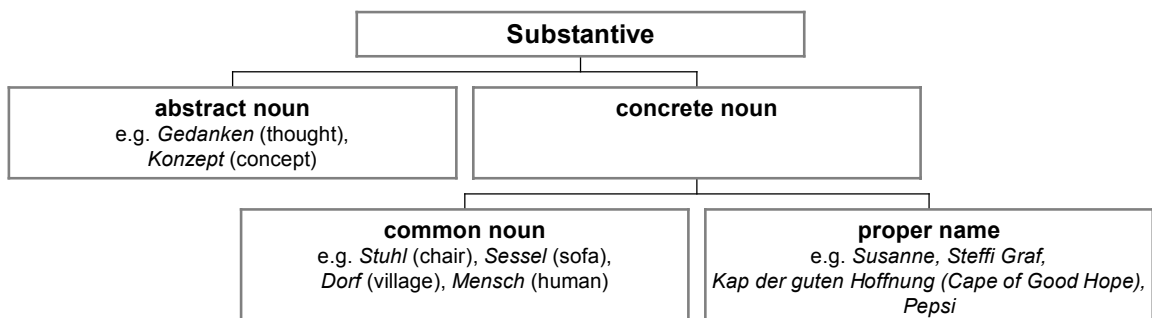 Substantive
abstract noun
e.g. Gedanken (thought),
Konzept (concept)
concrete noun
common noun
e.g. Stuhl (chair), Sessel (sofa),
Dorf (village), Mensch (human)
proper name
e.g. Susanne, Steffi Graf,
Kap der guten Hoffnung (Cape of Good Hope),
Pepsi